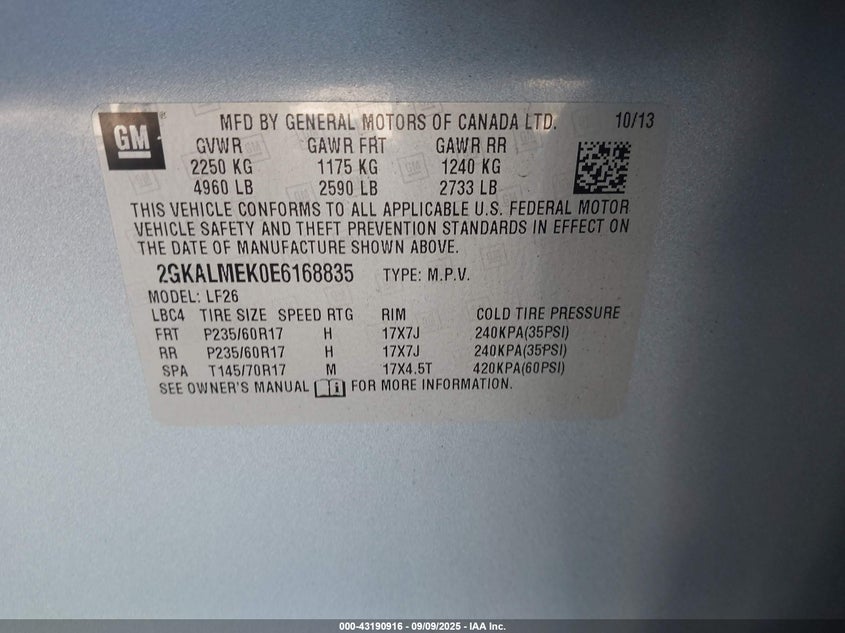 GM
MFD BY GENERAL MOTORS OF CANADA LTD. 10/13
GVWR GAWR FRT GAWR RR
2250 KG 1175 KG 1240 KG
4960 LB 2590 LB 2733 LB
THIS VEHICLE CONFORMS TO ALL APPLICABLE U.S. FEDERAL MOTOR
VEHICLE SAFETY AND THEFT PREVENTION STANDARDS IN EFFECT ON
THE DATE OF MANUFACTURE SHOWN ABOVE.
2GKALMEK0E6168835 TYPE: M.P.V.
MODEL: LF26
LBC4 TIRE SIZE SPEED RTG RIM COLD TIRE PRESSURE
FRT P235/60R17 H 17X7J 240KPA(35PSI)
RR P235/60R17 H 17X7J 240KPA(35PSI)
SPA T145/70R17 M 17X4.5T 420KPA(60PSI)
SEE OWNER'S MANUAL i FOR MORE INFORMATION.
000-43190916 - 09/09/2025 - IAA Inc.